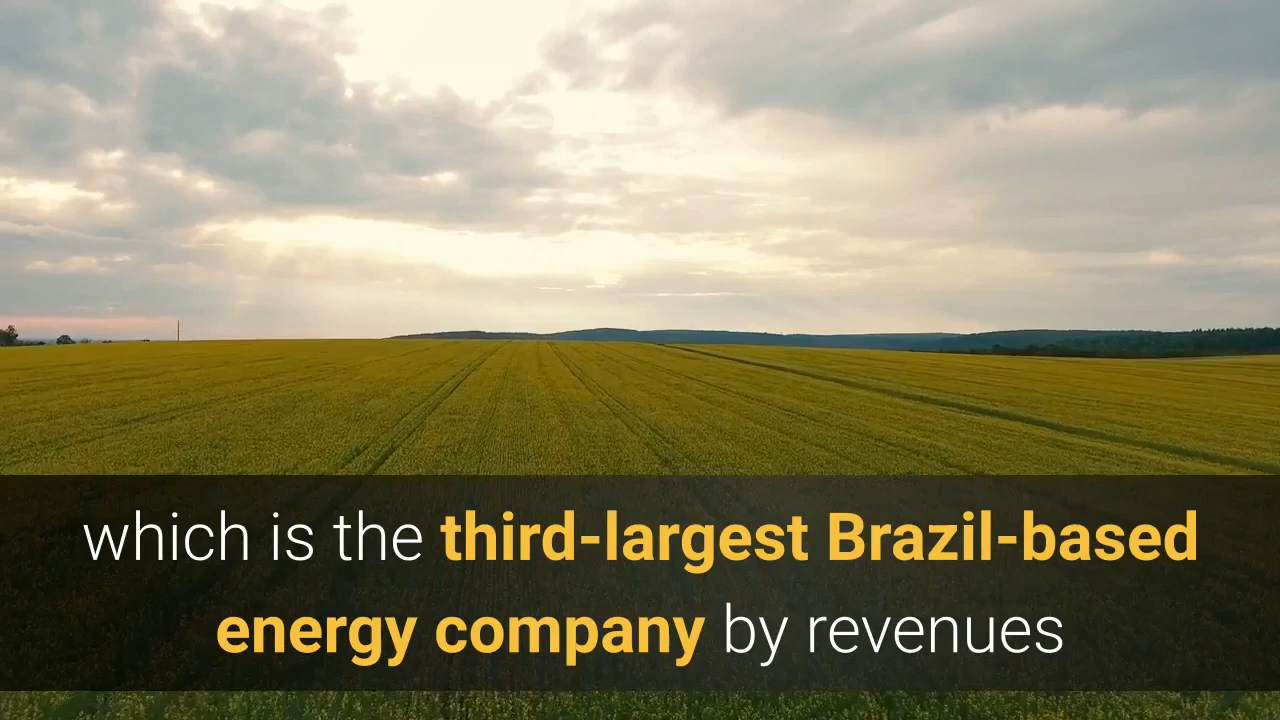 which is the third-largest Brazil-based
energy company by revenues